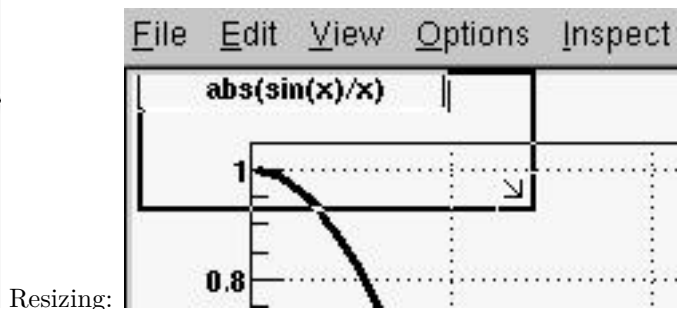 File Edit View Options Inspect
abs(sin(x)/x)
1
0.8
Resizing: